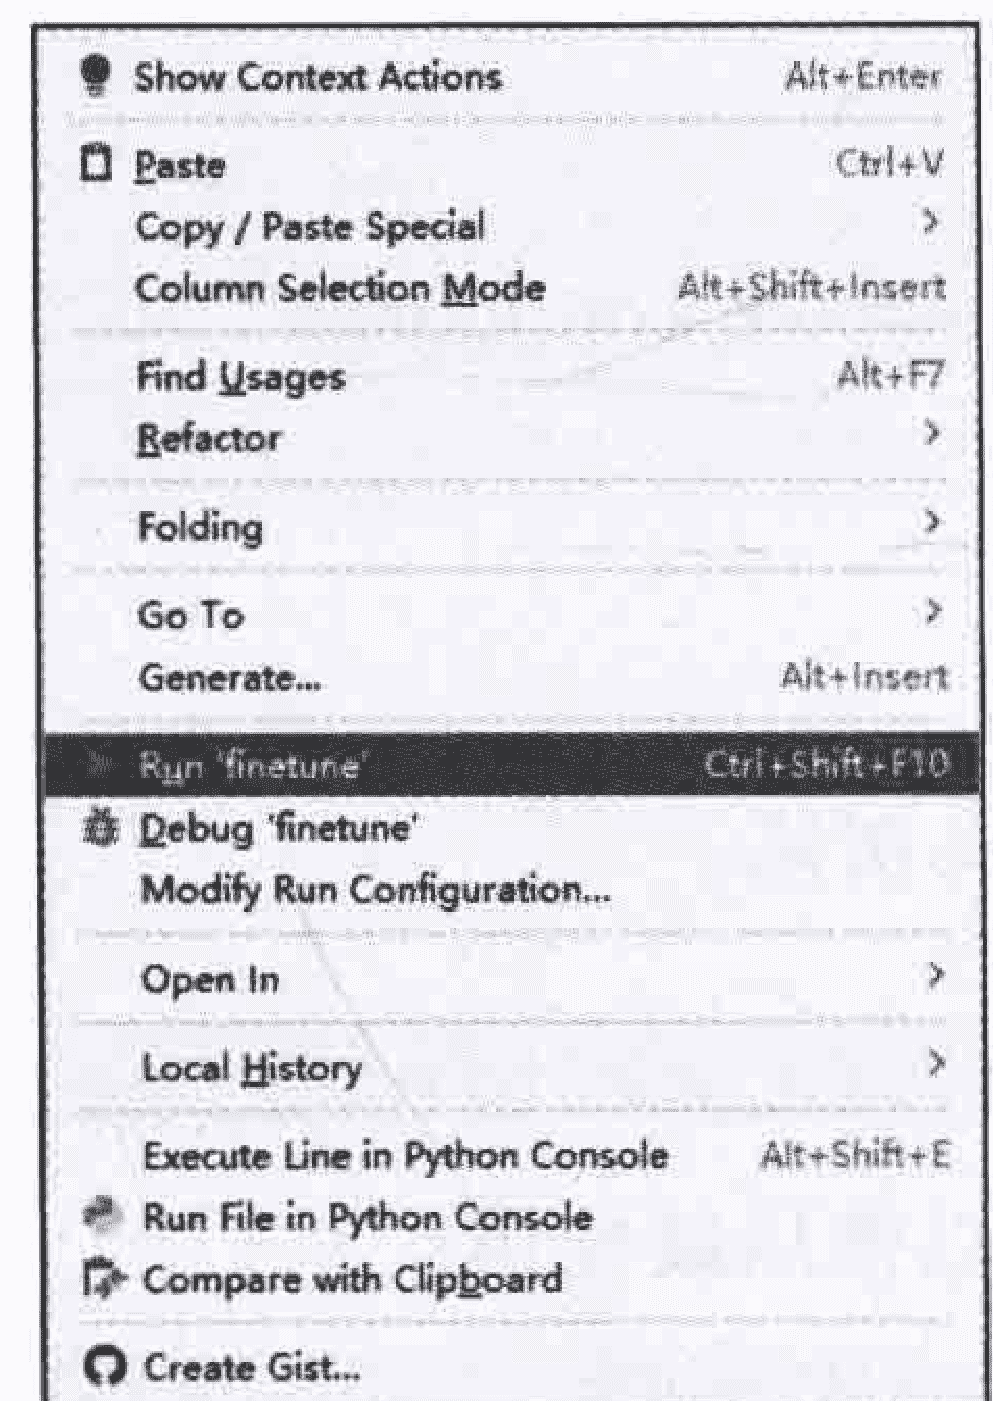 Show Context Actions Alt+Enter
Paste Ctrl+V
Copy / Paste Special
Column Selection Mode Alt+Shift+Insert
Find Usages Alt+F7
Refactor
Folding
Go To
Generate... Alt+Insert
Run 'finetune' Ctrl+Shift+F10
Debug 'finetune'
Modify Run Configuration...
Open In
Local History
Execute Line in Python Console Alt+Shift+E
Run File in Python Console
Compare with Clipboard
Create Gist...